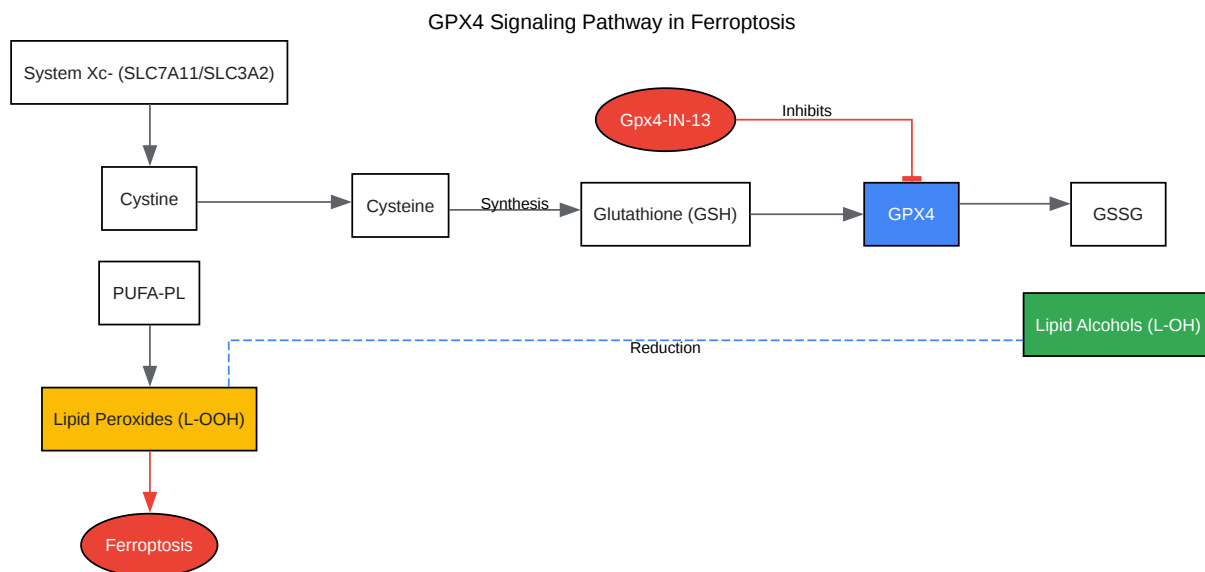 GPX4 Signaling Pathway in Ferroptosis
System Xc- (SLC7A11/SLC3A2)
Gpx4-IN-13
Inhibits
Cystine
Cysteine
Synthesis
Glutathione (GSH)
GPX4
GSSG
PUFA-PL
Lipid Alcohols (L-OH)
Reduction
Lipid Peroxides (L-OOH)
Ferroptosis